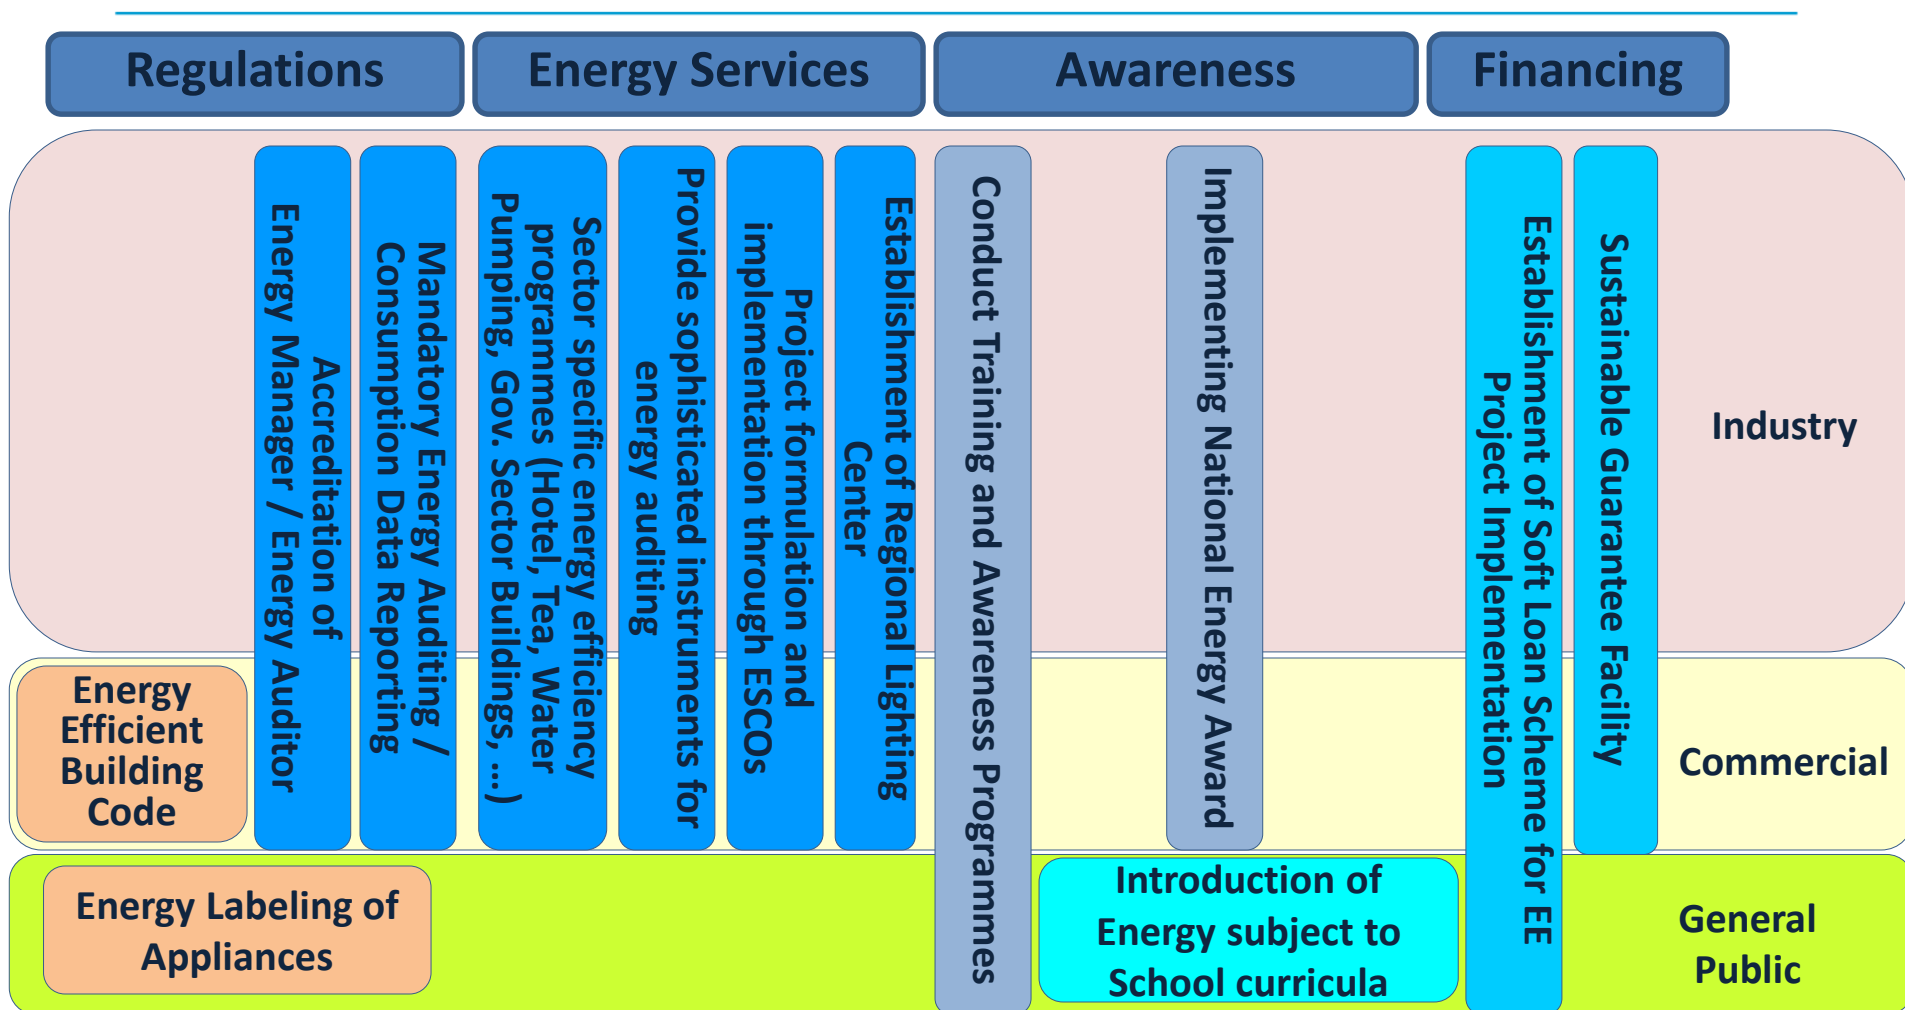 Regulations
Energy Services
Awareness
Financing
Accreditation of
Energy Manager / Energy Auditor
Mandatory Energy Auditing /
Consumption Data Reporting
Sector specific energy efficiency
programmes (Hotel, Tea, Water
Pumping, Gov. Sector Buildings, ...)
Provide sophisticated instruments for
energy auditing
Project formulation and
implementation through ESCOs
Establishment of Regional Lighting
Center
Conduct Training and Awareness Programmes
Implementing National Energy Award
Establishment of Soft Loan Scheme for EE
Project Implementation
Sustainable Guarantee Facility
Industry
Energy
Efficient
Building
Code
Commercial
Energy Labeling of
Appliances
Introduction of
Energy subject to
School curricula
General
Public